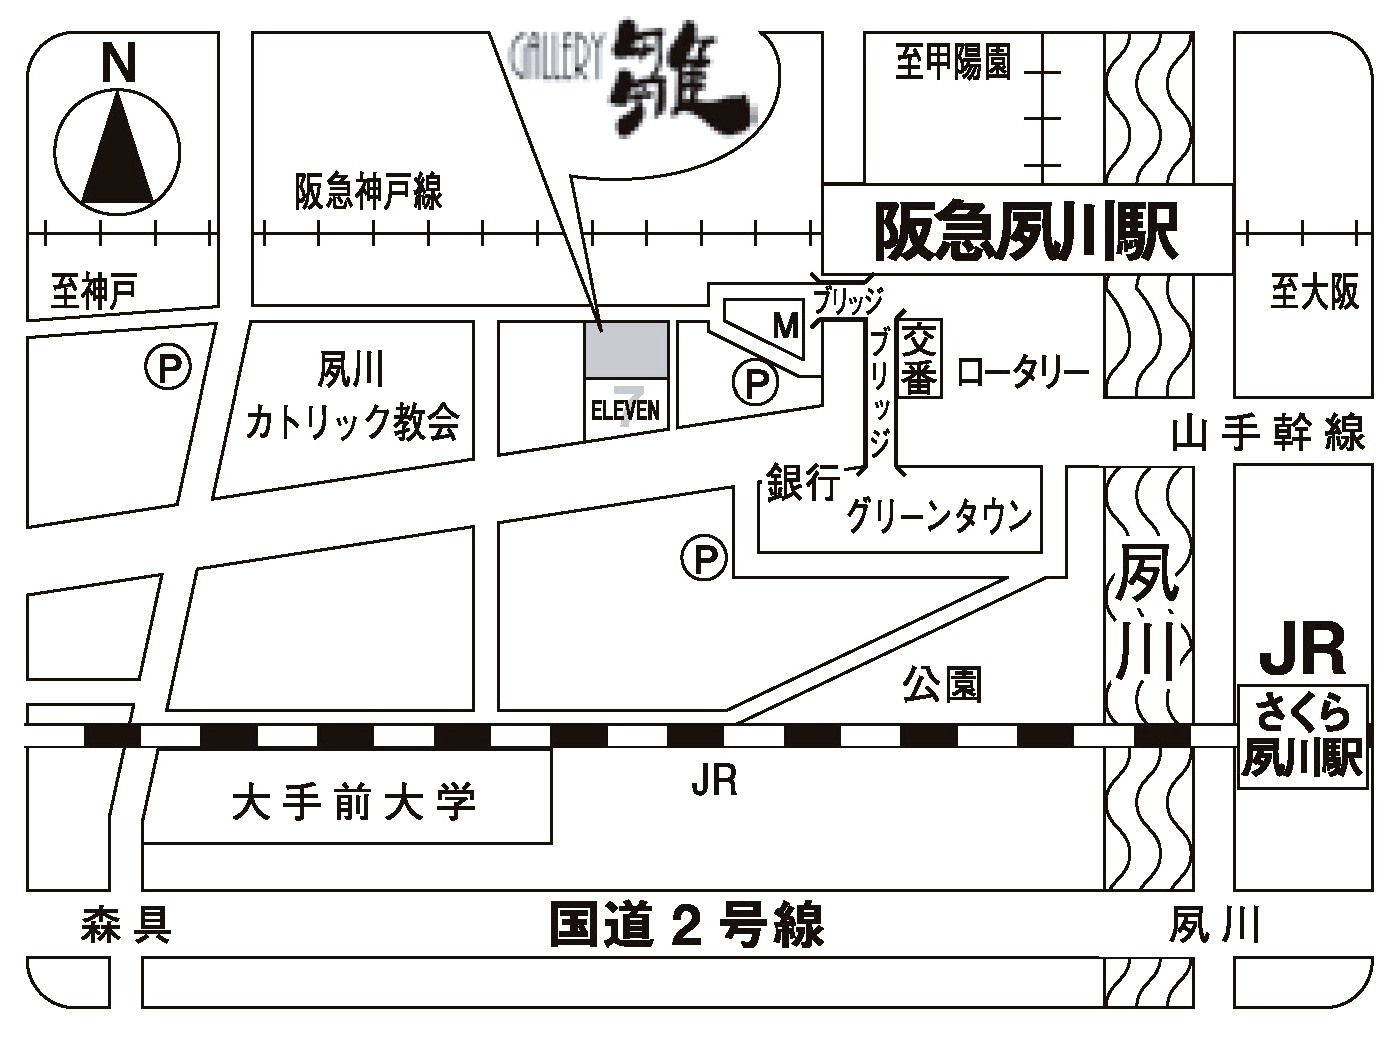 N
GALLERY
至甲陽園
阪急神戸線
阪急夙川駅
至神戸
至大阪
ブリッジ
M
P
夙川
カトリック教会
7
ELEVEN
P
ブリッジ
交番
ロータリー
山手幹線
銀行
グリーンタウン
P
夙川
JR
さくら
夙川駅
公園
JR
大手前大学
森具
国道2号線
夙川